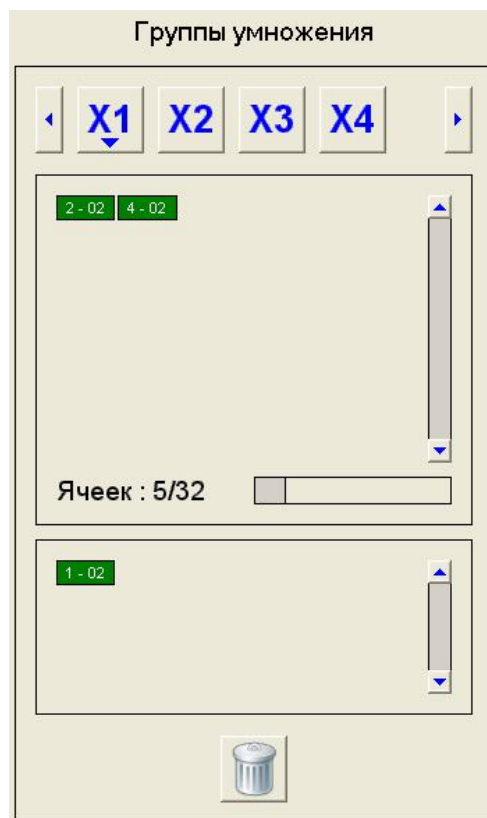 Группы умножения
X1 X2 X3 X4
2 - 02 4 - 02
Ячеек : 5/32
1 - 02